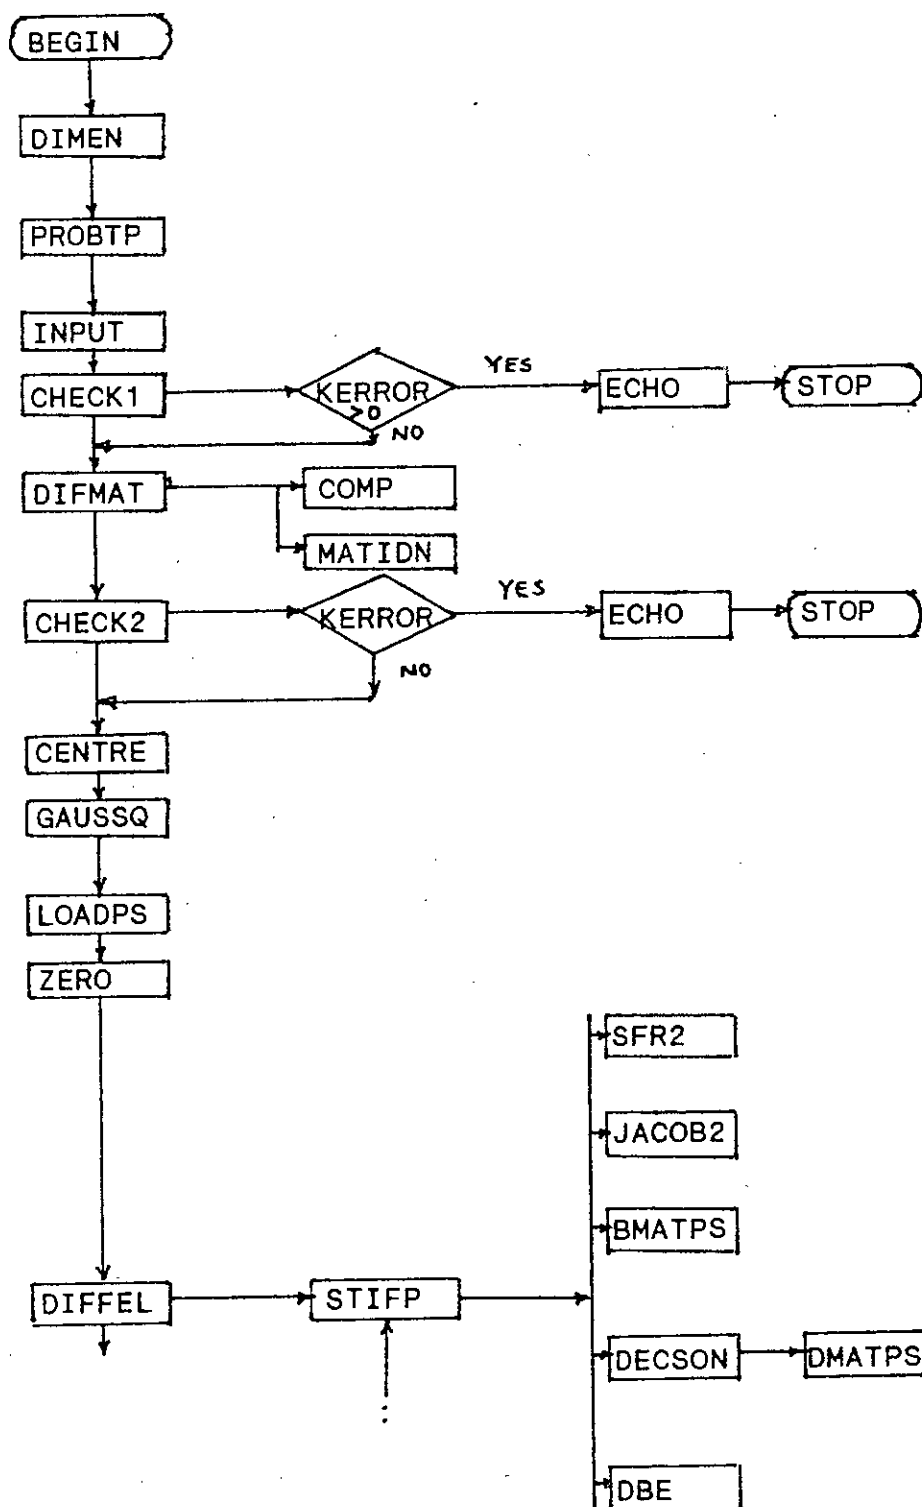 BEGIN
DIMEN
PROBTP
INPUT
CHECK1
KERROR
>0
YES
NO
ECHO
STOP
DIFMAT
COMP
MATIDN
CHECK2
KERROR
YES
NO
ECHO
STOP
CENTRE
GAUSSQ
LOADPS
ZERO
SFR2
JACOB2
BMATPS
DIFFEL
STIFP
DECSON
DMATPS
DBE